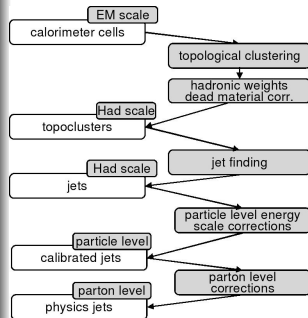 EM scale
calorimeter cells
topological clustering
hadronic weights
dead material corr.
Had scale
topoclusters
jet finding
Had scale
jets
particle level energy
scale corrections
particle level
calibrated jets
parton level
corrections
parton level
physics jets